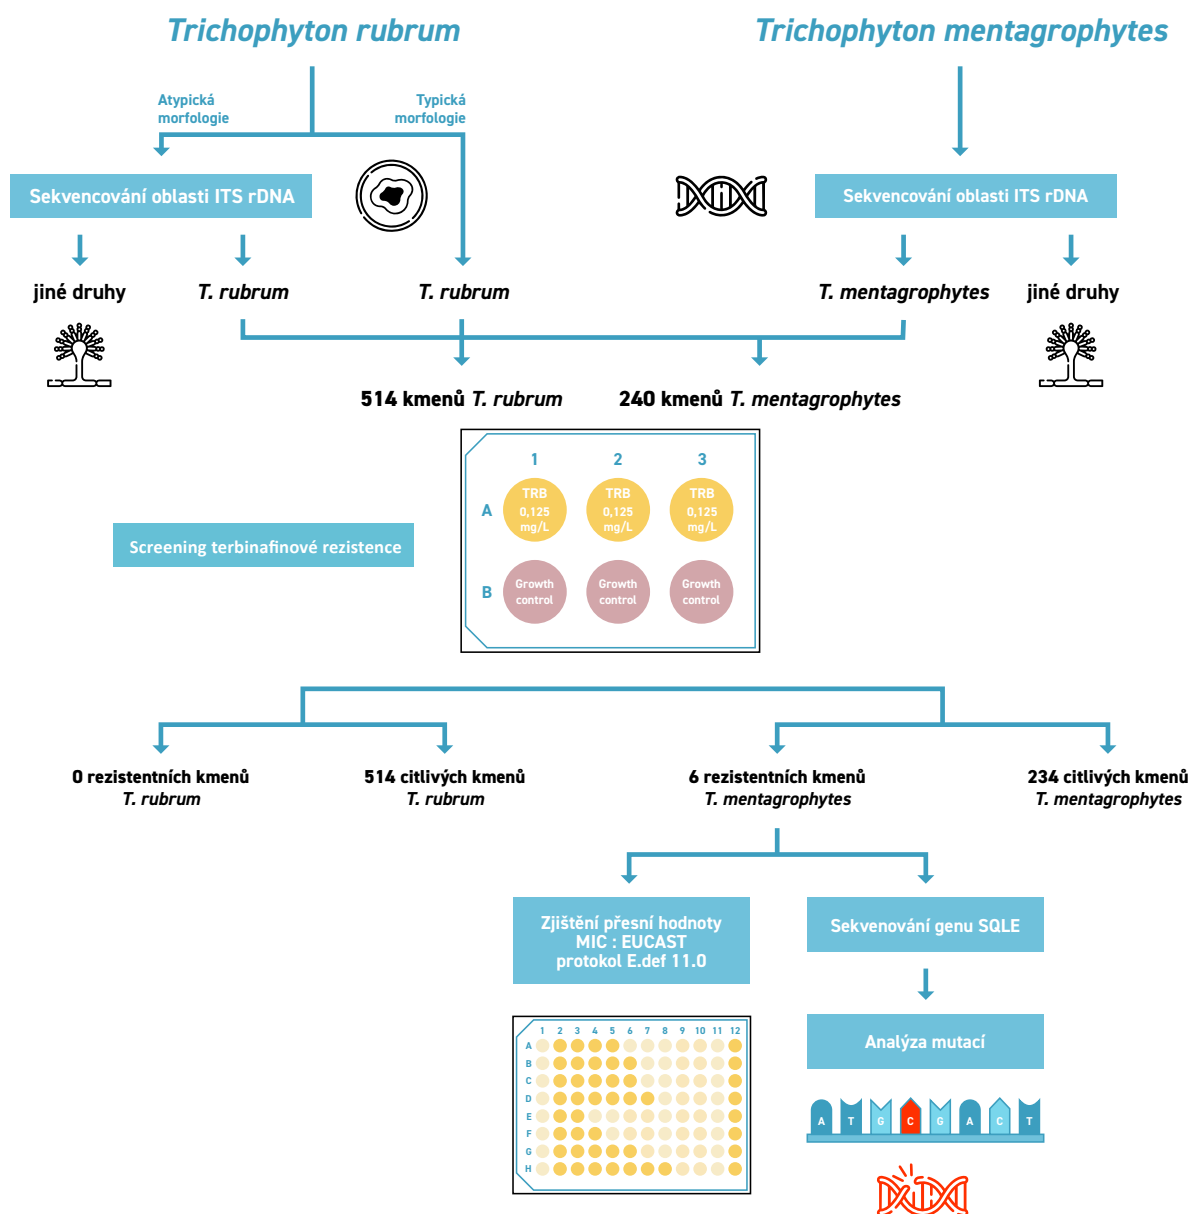 Trichophyton rubrum
Trichophyton mentagrophytes
Atypická
morfologie
Typická
morfologie
Sekvencování oblasti ITS rDNA
Sekvencování oblasti ITS rDNA
jiné druhy
T. rubrum
T. rubrum
T. mentagrophytes
jiné druhy
514 kmenů T. rubrum
240 kmenů T. mentagrophytes
1 2 3
A
TRB
0,125
mg/L
TRB
0,125
mg/L
TRB
0,125
mg/L
Screening terbinafinové rezistence
B
Growth
control
Growth
control
Growth
control
0 rezistentních kmenů
T. rubrum
514 citlivých kmenů
T. rubrum
6 rezistentních kmenů
T. mentagrophytes
234 citlivých kmenů
T. mentagrophytes
Zjištění přesní hodnoty
MIC : EUCAST
protokol E.def 11.0
Sekvenování genu SQLE
Analýza mutací
1 2 3 4 5 6 7 8 9 10 11 12
A
B
C
D
E
F
G
H
A T G C G A C T